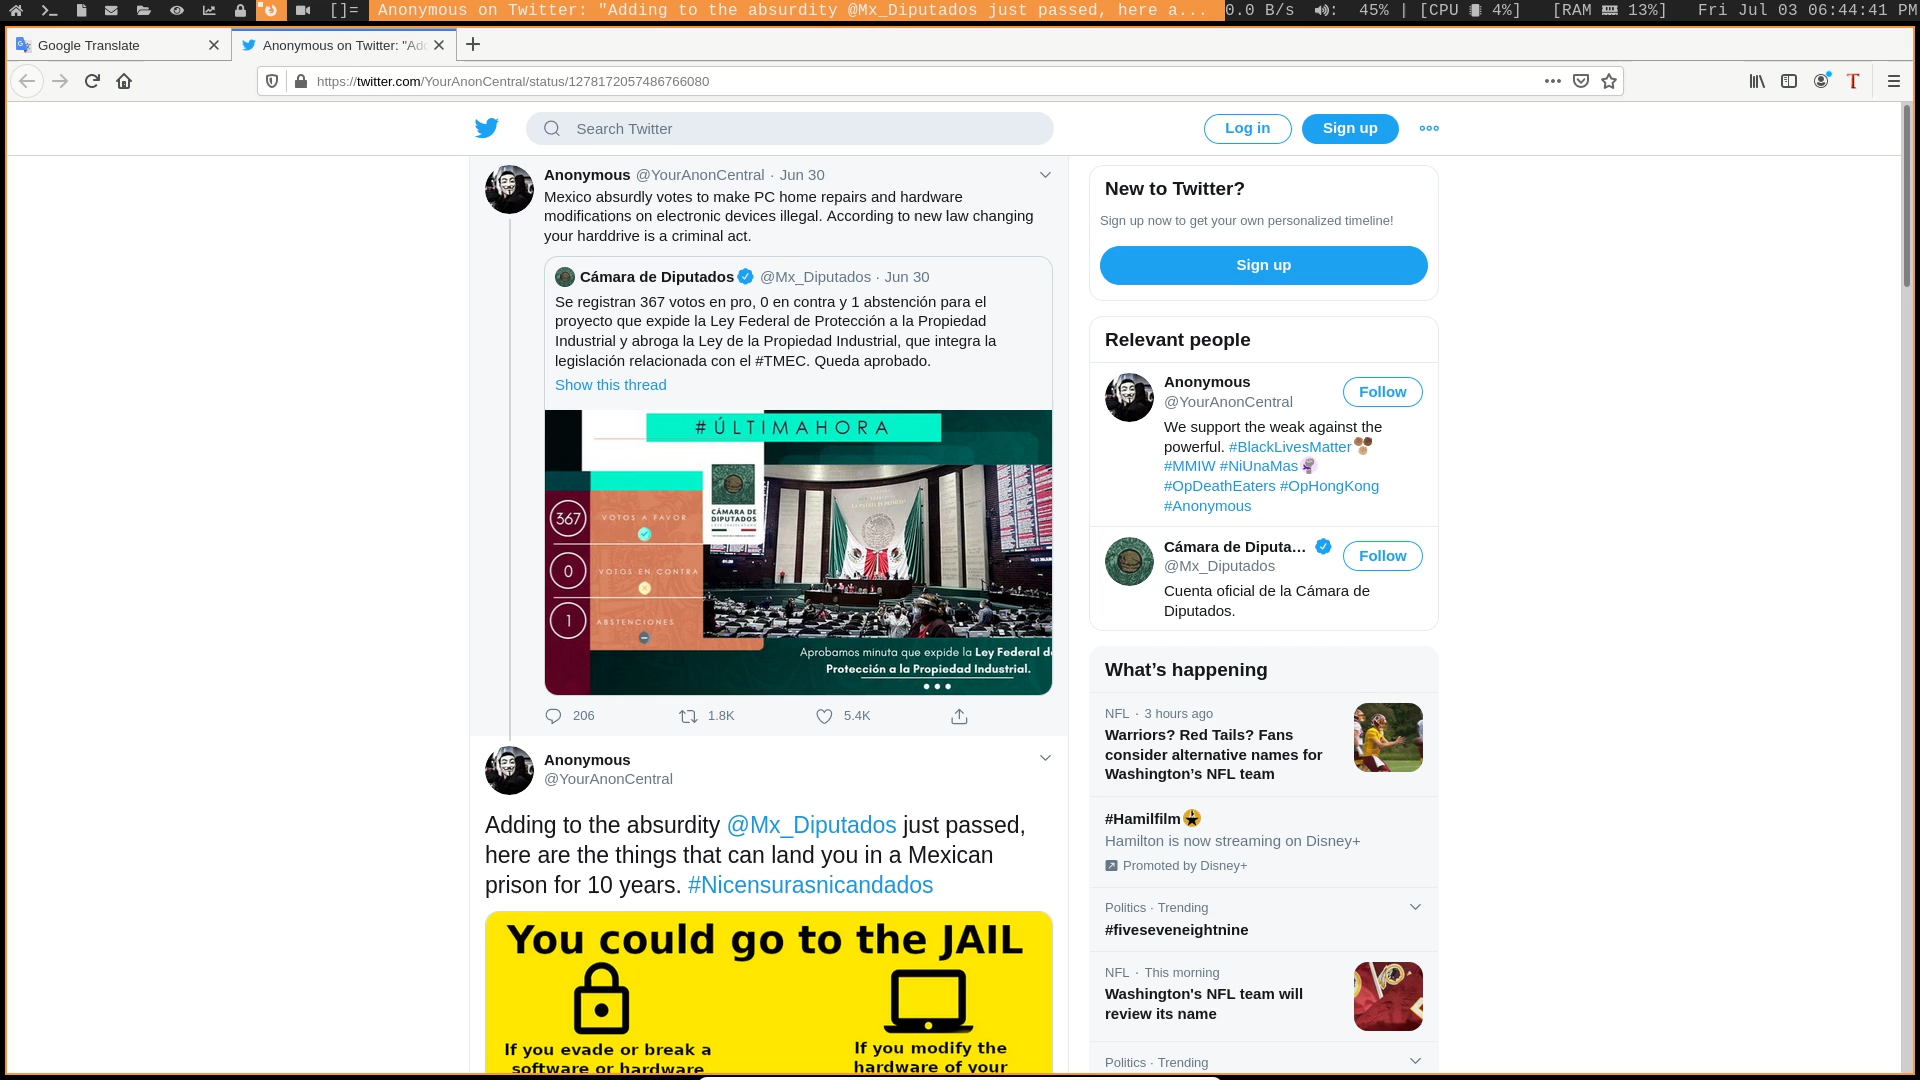 []= Anonymous on Twitter: "Adding to the absurdity @Mx_Diputados just passed, here a... 0.0 B/s 45% | [CPU 4%] [RAM 13%] Fri Jul 03 06:44:41 PM
Google Translate
Anonymous on Twitter: "Add
https://twitter.com/YourAnonCentral/status/1278172057486766080
Search Twitter
Log in
Sign up
Anonymous @YourAnonCentral · Jun 30
Mexico absurdly votes to make PC home repairs and hardware
modifications on electronic devices illegal. According to new law changing
your harddrive is a criminal act.
Cámara de Diputados @Mx_Diputados · Jun 30
Se registran 367 votos en pro, 0 en contra y 1 abstención para el
proyecto que expide la Ley Federal de Protección a la Propiedad
Industrial y abroga la Ley de la Propiedad Industrial, que integra la
legislación relacionada con el #TMEC. Queda aprobado.
Show this thread
#ÚLTIMAHORA
CÁMARA DE
DIPUTADOS
367
VOTOS A FAVOR
0
VOTOS EN CONTRA
1
ABSTENCIONES
Aprobamos minuta que expide la Ley Federal de
Protección a la Propiedad Industrial.
206
1.8K
5.4K
Anonymous
@YourAnonCentral
Adding to the absurdity @Mx_Diputados just passed,
here are the things that can land you in a Mexican
prison for 10 years. #Nicensurasnicandados
You could go to the JAIL
If you evade or break a
software or hardware
If you modify the
hardware of your
New to Twitter?
Sign up now to get your own personalized timeline!
Sign up
Relevant people
Anonymous
@YourAnonCentral
Follow
We support the weak against the
powerful. #BlackLivesMatter
#MMIW #NiUnaMas
#OpDeathEaters #OpHongKong
#Anonymous
Cámara de Diputa...
@Mx_Diputados
Follow
Cuenta oficial de la Cámara de
Diputados.
What’s happening
NFL · 3 hours ago
Warriors? Red Tails? Fans
consider alternative names for
Washington’s NFL team
#Hamilfilm
Hamilton is now streaming on Disney+
Promoted by Disney+
Politics · Trending
#fiveseveneightnine
NFL · This morning
Washington's NFL team will
review its name
Politics · Trending